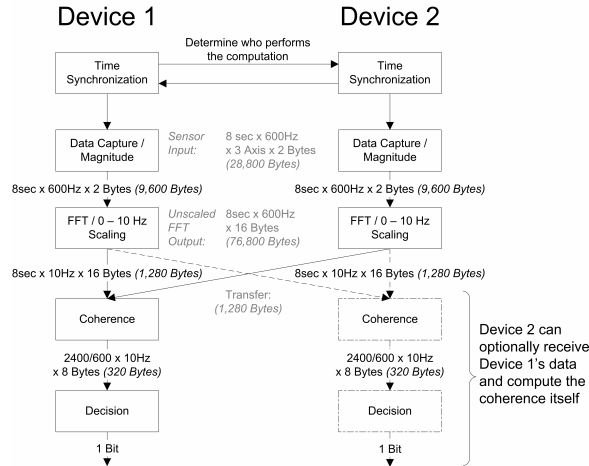 Device 1
Device 2
Determine who performs
the computation
Time
Synchronization
Time
Synchronization
Data Capture /
Magnitude
Sensor
Input:
8 sec x 600Hz
x 3 Axis x 2 Bytes
(28,800 Bytes)
Data Capture /
Magnitude
8sec x 600Hz x 2 Bytes (9,600 Bytes)
8sec x 600Hz x 2 Bytes (9,600 Bytes)
FFT / 0 – 10 Hz
Scaling
Unscaled
FFT
Output:
8sec x 600Hz
x 16 Bytes
(76,800 Bytes)
FFT / 0 – 10 Hz
Scaling
8sec x 10Hz x 16 Bytes (1,280 Bytes)
8sec x 10Hz x 16 Bytes (1,280 Bytes)
Transfer:
(1,280 Bytes)
Coherence
Coherence
2400/600 x 10Hz
x 8 Bytes (320 Bytes)
2400/600 x 10Hz
x 8 Bytes (320 Bytes)
Decision
Decision
1 Bit
1 Bit
Device 2 can
optionally receive
Device 1's data
and compute the
coherence itself